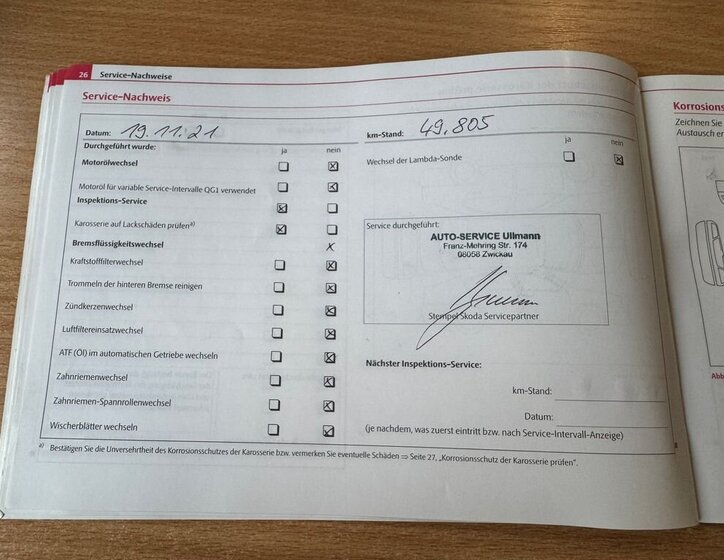 26 Service-Nachweise
Service-Nachweis
Datum: 19.11.21
km-Stand: 49.805
Durchgeführt wurde: ja nein
ja nein
Motorölwechsel
Wechsel der Lambda-Sonde
Motoröl für variable Service-Intervalle QG1 verwendet
Inspektions-Service
Karosserie auf Lackschäden prüfen a)
Bremsflüssigkeitswechsel
Kraftstofffilterwechsel
Trommeln der hinteren Bremse reinigen
Zündkerzenwechsel
Luftfiltereinsatzwechsel
ATF (Öl) im automatischen Getriebe wechseln
Zahnriemenwechsel
Zahnriemen-Spannrollenwechsel
Wischerblätter wechseln
Service durchgeführt:
AUTO-SERVICE Ullmann
Franz-Mehring Str. 174
08058 Zwickau
Stempel Škoda Servicepartner
Nächster Inspektions-Service:
km-Stand:
Datum:
(je nachdem, was zuerst eintritt bzw. nach Service-Intervall-Anzeige)
a) Bestätigen Sie die Unversehrtheit des Korrosionsschutzes der Karosserie bzw. vermerken Sie eventuelle Schäden ⇒ Seite 27, „Korrosionsschutz der Karosserie prüfen“.
Korrosions
Zeichnen Sie
Austausch er
Abb